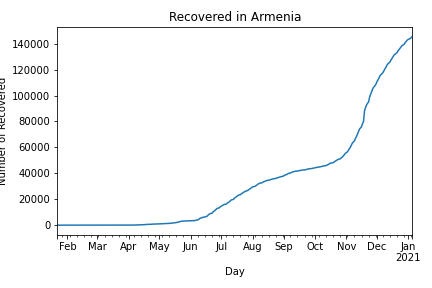 Recovered in Armenia
Number of Recovered
140000
120000
100000
80000
60000
40000
20000
0
Feb Mar Apr May Jun Jul Aug Sep Oct Nov Dec Jan
2021
Day